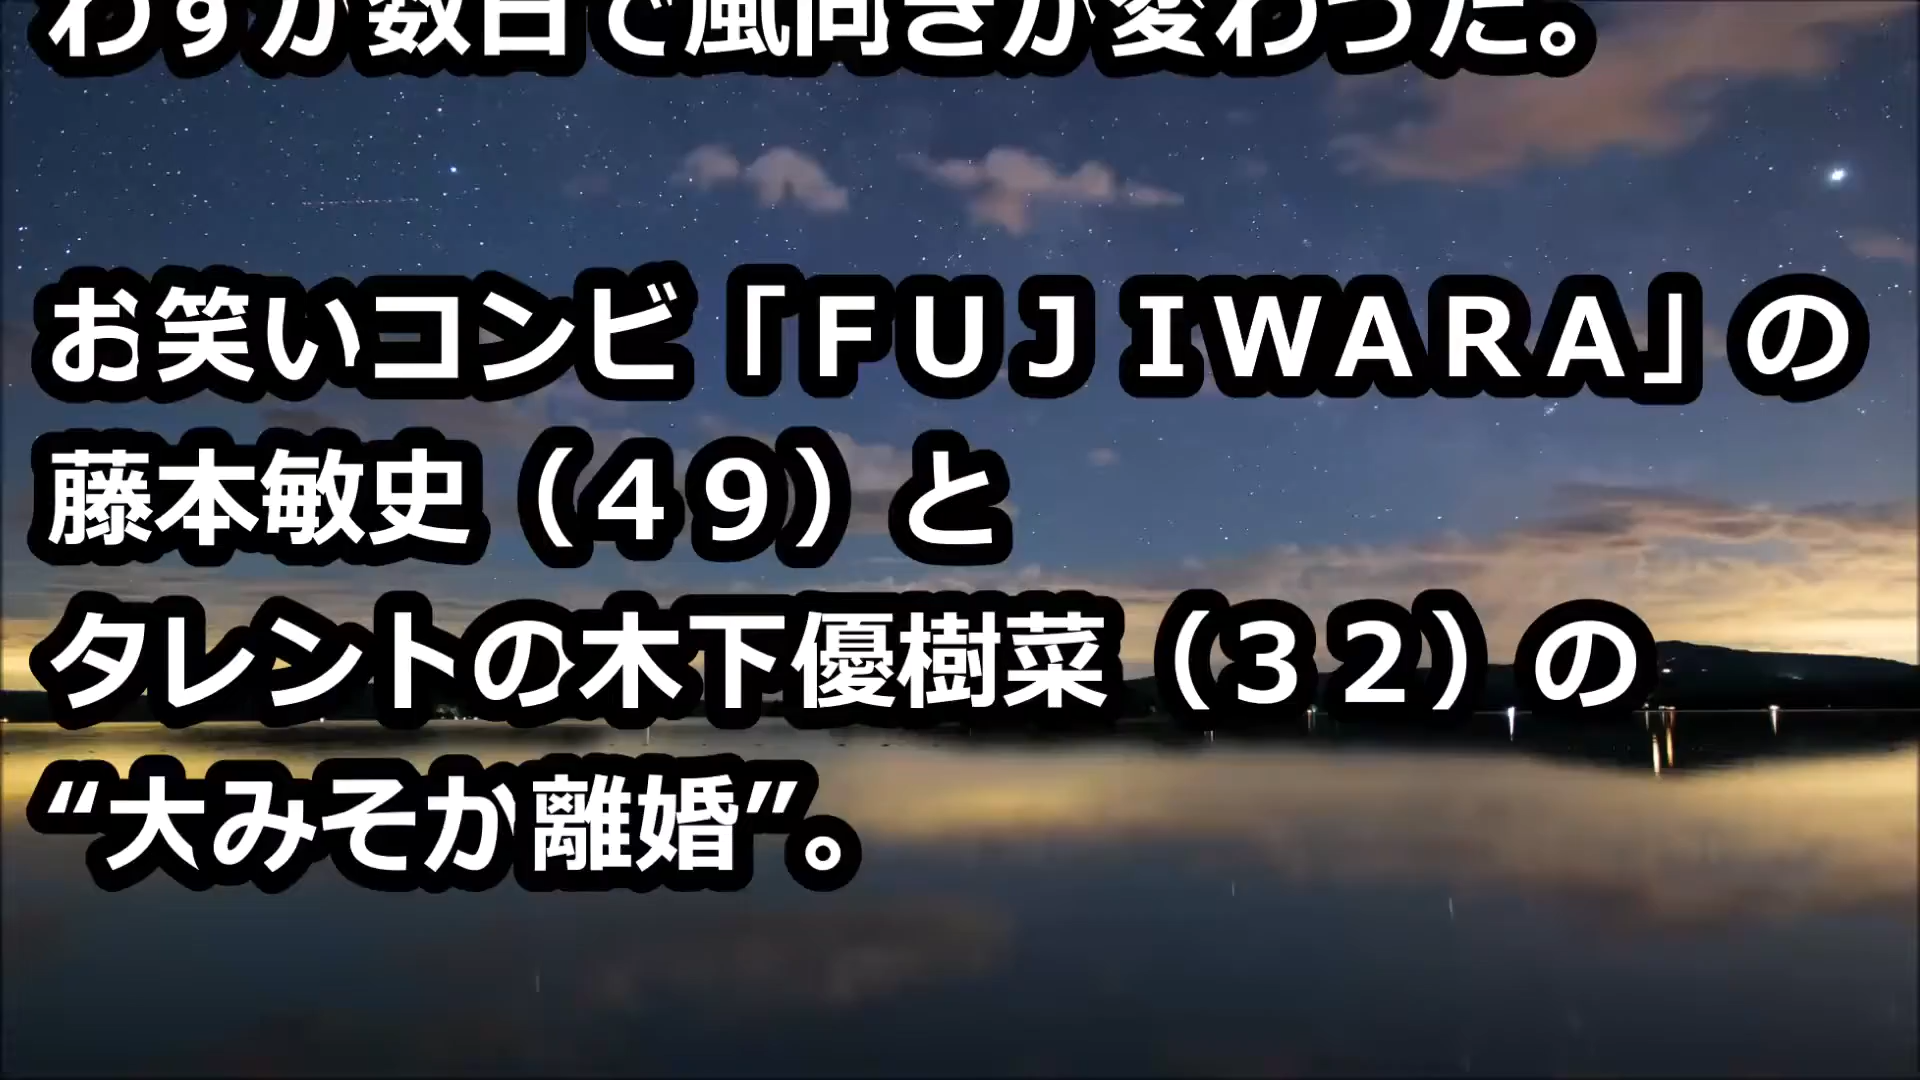 わずか数日で風向きが変わった。
お笑いコンビ「ＦＵＪＩＷＡＲＡ」の
藤本敏史（４９）と
タレントの木下優樹菜（３２）の
“大みそか離婚”。